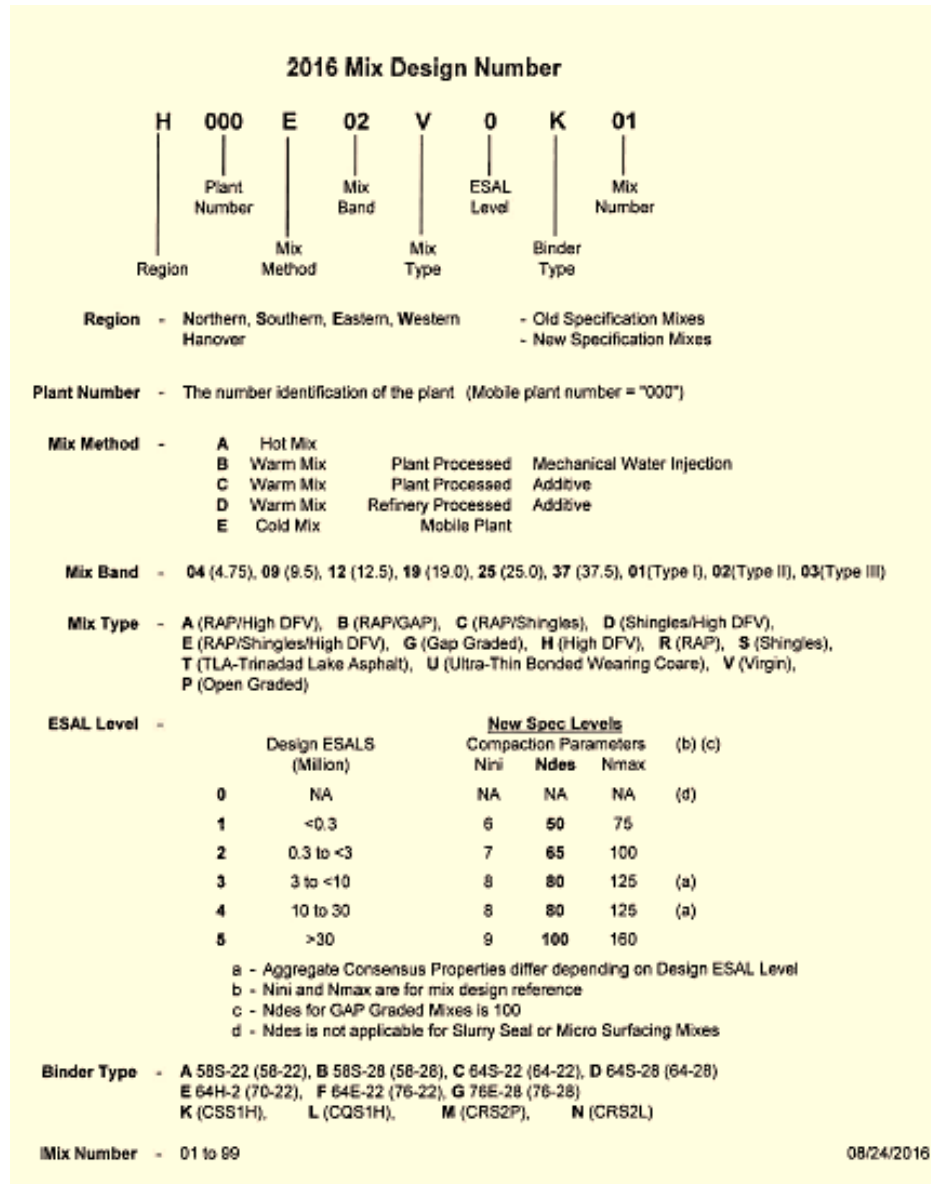 2016 Mix Design Number
H 000 E 02 V 0 K 01
Plant Mix ESAL Mix
Number Band Level Number
Mix Mix Binder
Region Method Type Type
Region - Northern, Southern, Eastern, Western - Old Specification Mixes
Hanover - New Specification Mixes
Plant Number - The number identification of the plant (Mobile plant number = "000")
Mix Method - A Hot Mix
B Warm Mix Plant Processed Mechanical Water Injection
C Warm Mix Plant Processed Additive
D Warm Mix Refinery Processed Additive
E Cold Mix Mobile Plant
Mix Band - 04 (4.75), 09 (9.5), 12 (12.5), 19 (19.0), 25 (25.0), 37 (37.5), 01(Type I), 02(Type II), 03(Type III)
Mix Type - A (RAP/High DFV), B (RAP/GAP), C (RAP/Shingles), D (Shingles/High DFV),
E (RAP/Shingles/High DFV), G (Gap Graded), H (High DFV), R (RAP), S (Shingles),
T (TLA-Trinadad Lake Asphalt), U (Ultra-Thin Bonded Wearing Coare), V (Virgin),
P (Open Graded)
ESAL Level - New Spec Levels
Design ESALS Compaction Parameters (b) (c)
(Million) Nini Ndes Nmax
0 NA NA NA NA (d)
1 <0.3 6 50 75
2 0.3 to <3 7 65 100
3 3 to <10 8 80 125 (a)
4 10 to 30 8 80 125 (a)
5 >30 9 100 160
a - Aggregate Consensus Properties differ depending on Design ESAL Level
b - Nini and Nmax are for mix design reference
c - Ndes for GAP Graded Mixes is 100
d - Ndes is not applicable for Slurry Seal or Micro Surfacing Mixes
Binder Type - A 58S-22 (58-22), B 58S-28 (58-28), C 64S-22 (64-22), D 64S-28 (64-28)
E 64H-2 (70-22), F 64E-22 (76-22), G 76E-28 (76-28)
K (CSS1H), L (CQS1H), M (CRS2P), N (CRS2L)
IMix Number - 01 to 99 08/24/2016